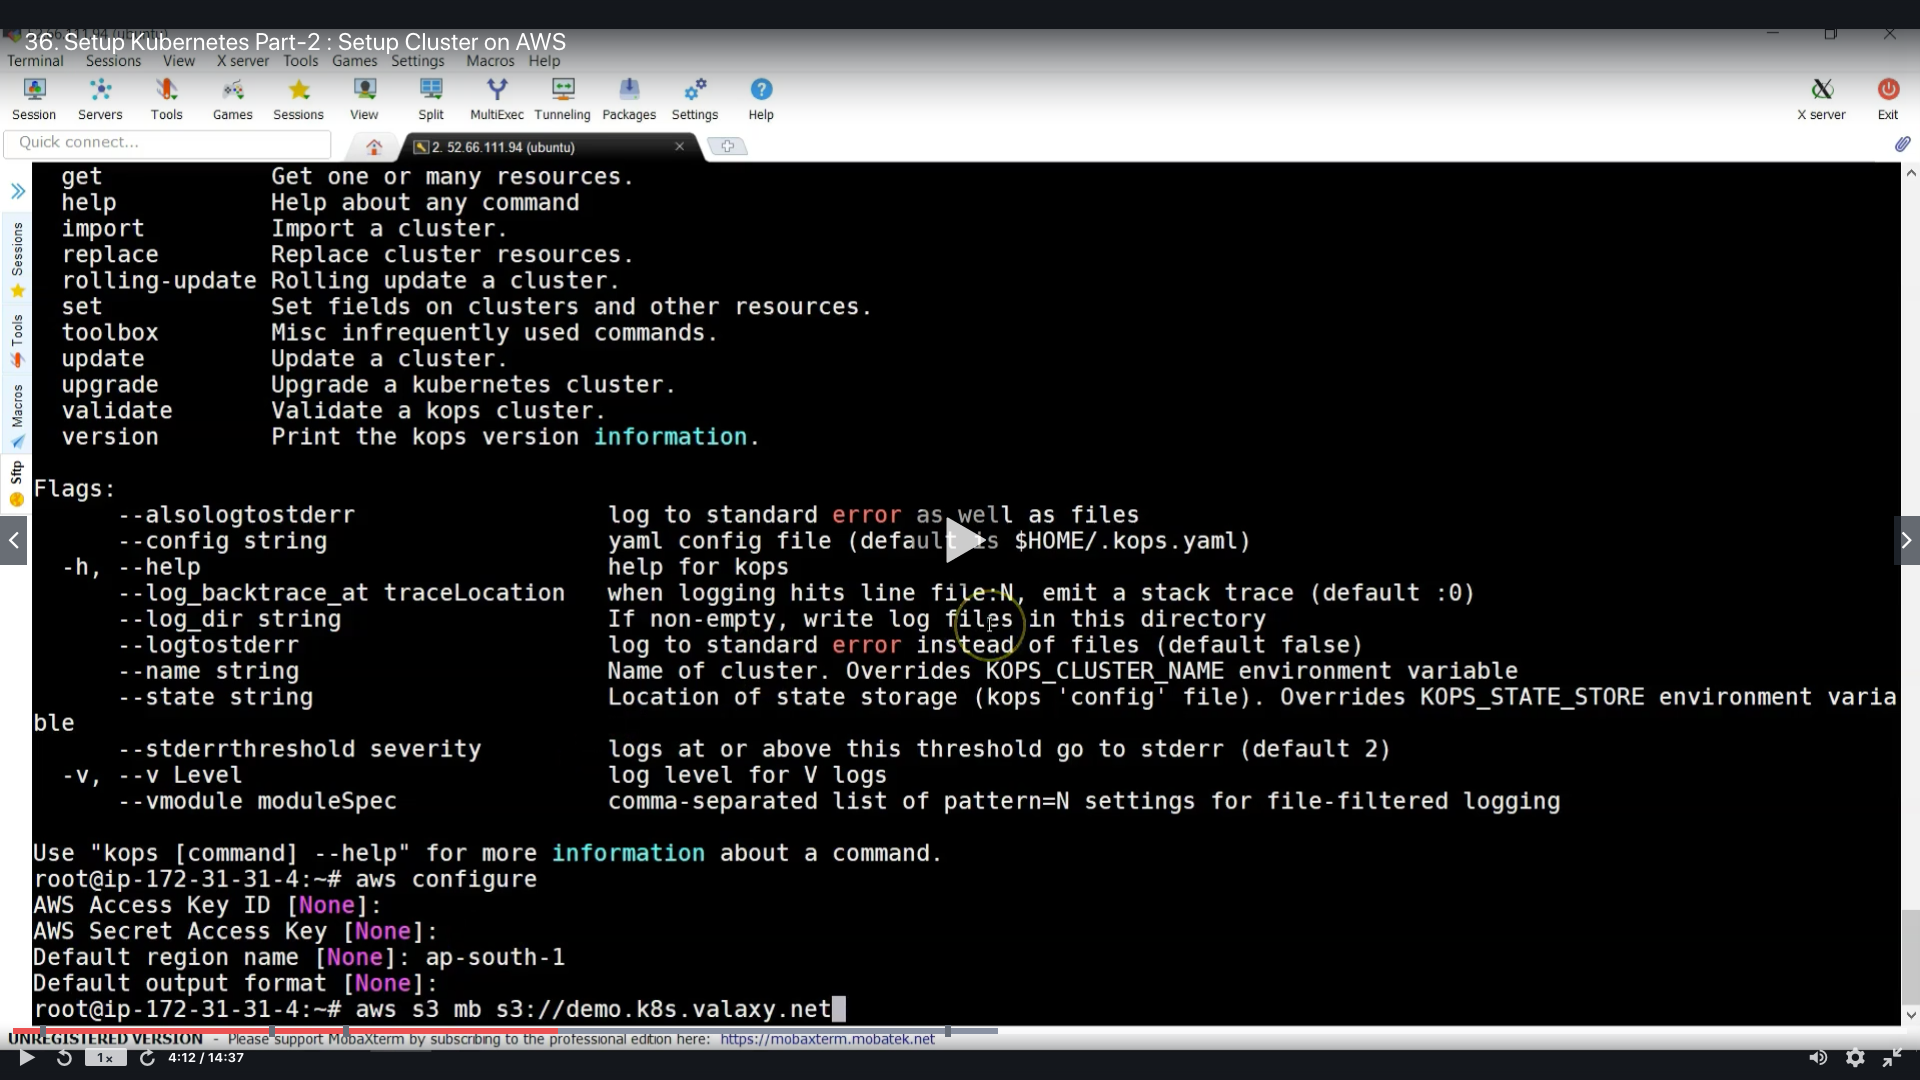 36. Setup Kubernetes Part-2 : Setup Cluster on AWS
Terminal Sessions View X server Tools Games Settings Macros Help
Session Servers Tools Games Sessions View Split MultiExec Tunneling Packages Settings Help X server Exit
Quick connect...
2. 52.66.111.94 (ubuntu)
Sessions
Tools
Macros
Sftp
get Get one or many resources.
help Help about any command
import Import a cluster.
replace Replace cluster resources.
rolling-update Rolling update a cluster.
set Set fields on clusters and other resources.
toolbox Misc infrequently used commands.
update Update a cluster.
upgrade Upgrade a kubernetes cluster.
validate Validate a kops cluster.
version Print the kops version information.
Flags:
--alsologtostderr log to standard error as well as files
--config string yaml config file (default is $HOME/.kops.yaml)
-h, --help help for kops
--log_backtrace_at traceLocation when logging hits line file:N, emit a stack trace (default :0)
--log_dir string If non-empty, write log files in this directory
--logtostderr log to standard error instead of files (default false)
--name string Name of cluster. Overrides KOPS_CLUSTER_NAME environment variable
--state string Location of state storage (kops 'config' file). Overrides KOPS_STATE_STORE environment varia
ble
--stderrthreshold severity logs at or above this threshold go to stderr (default 2)
-v, --v Level log level for V logs
--vmodule moduleSpec comma-separated list of pattern=N settings for file-filtered logging
Use "kops [command] --help" for more information about a command.
root@ip-172-31-31-4:~# aws configure
AWS Access Key ID [None]:
AWS Secret Access Key [None]:
Default region name [None]: ap-south-1
Default output format [None]:
root@ip-172-31-31-4:~# aws s3 mb s3://demo.k8s.valaxy.net
UNREGISTERED VERSION - Please support MobaXterm by subscribing to the professional edition here: https://mobaxterm.mobatek.net
1x 4:12 / 14:37